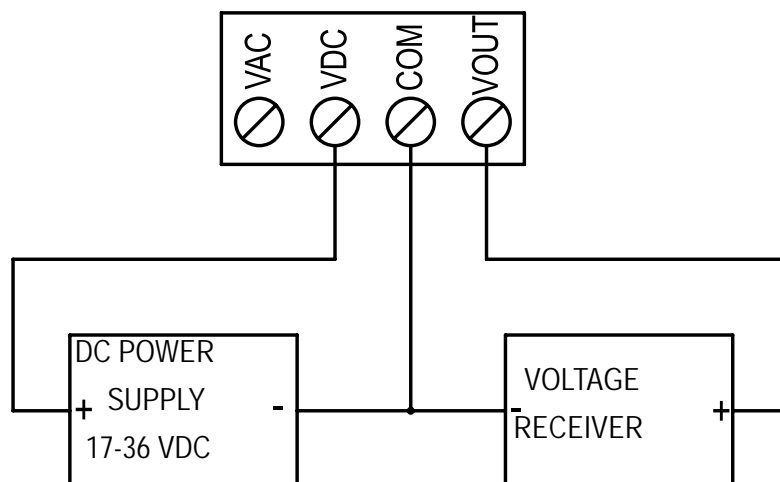 VAC
VDC
COM
VOUT
DC POWER
SUPPLY
17-36 VDC
+
-
VOLTAGE
RECEIVER
-
+